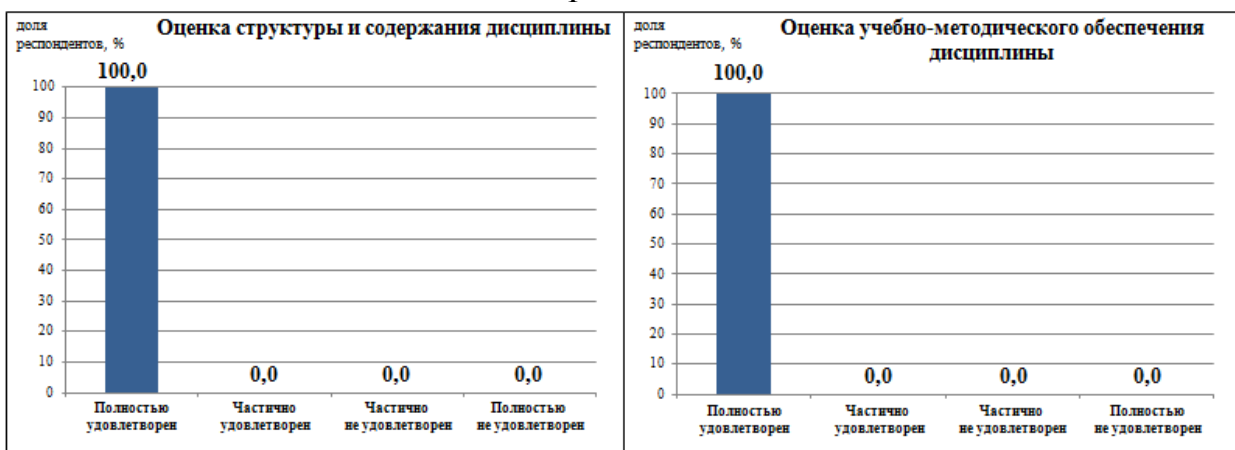 доля
респондентов, %
Оценка структуры и содержания дисциплины
100,0
100
90
80
70
60
50
40
30
20
10
0
0,0
0,0
0,0
Полностью
удовлетворен
Частично
удовлетворен
Частично
не удовлетворен
Полностью
не удовлетворен
доля
респондентов, %
Оценка учебно-методического обеспечения
дисциплины
100,0
100
90
80
70
60
50
40
30
20
10
0
0,0
0,0
0,0
Полностью
удовлетворен
Частично
удовлетворен
Частично
не удовлетворен
Полностью
не удовлетворен